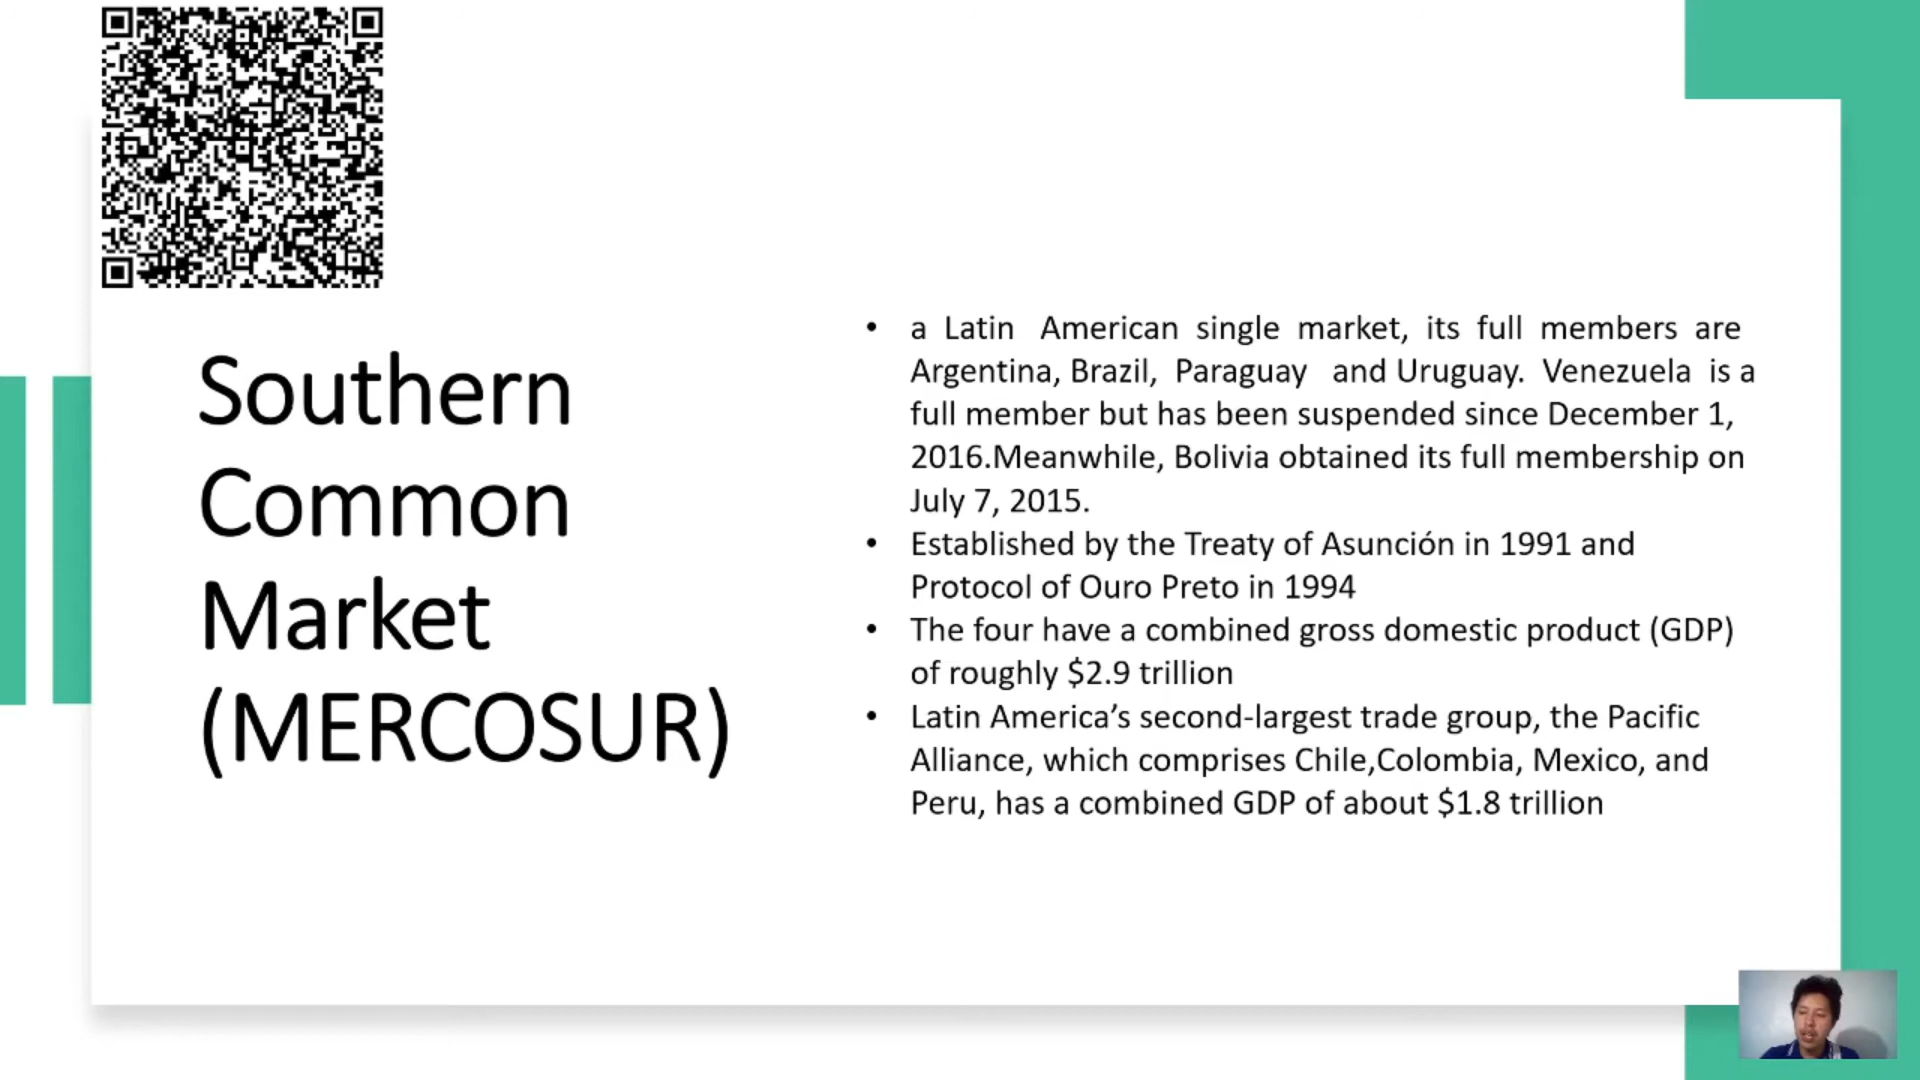 Southern
Common
Market
(MERCOSUR)
• a Latin American single market, its full members are
Argentina, Brazil, Paraguay and Uruguay. Venezuela is a
full member but has been suspended since December 1,
2016.Meanwhile, Bolivia obtained its full membership on
July 7, 2015.
• Established by the Treaty of Asunción in 1991 and
Protocol of Ouro Preto in 1994
• The four have a combined gross domestic product (GDP)
of roughly $2.9 trillion
• Latin America’s second-largest trade group, the Pacific
Alliance, which comprises Chile,Colombia, Mexico, and
Peru, has a combined GDP of about $1.8 trillion